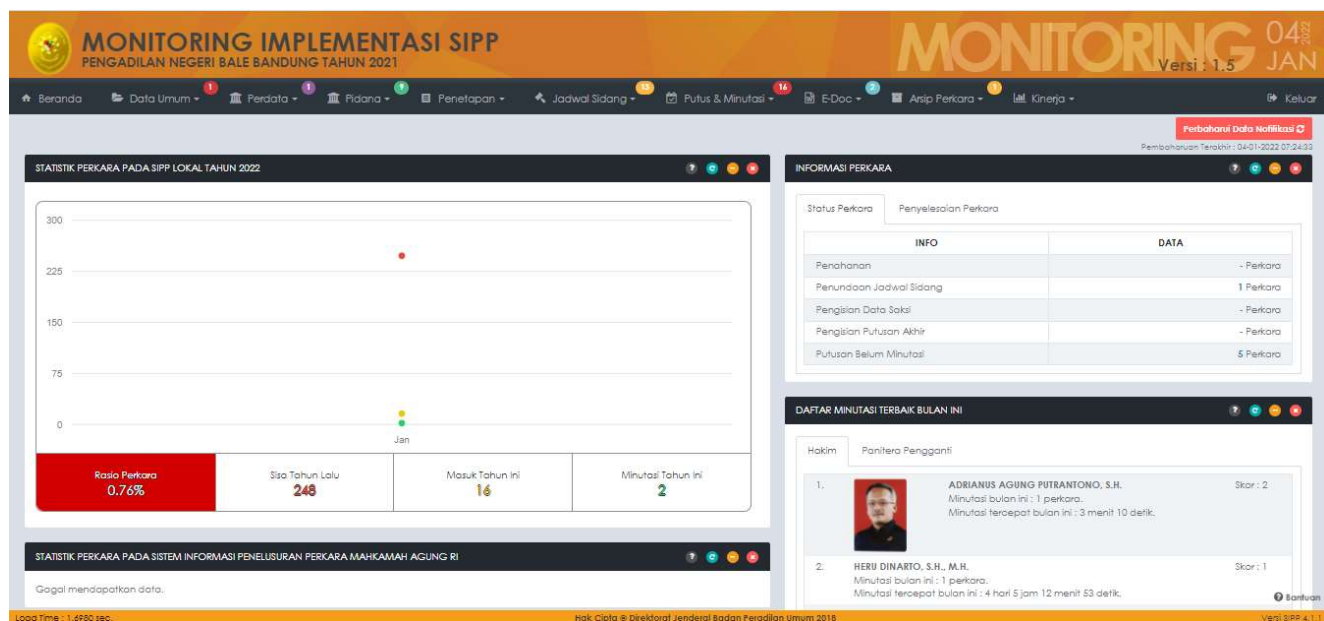 MONITORING IMPLEMENTASI SIPP
PENGADILAN NEGERI BALE BANDUNG TAHUN 2021
MONITORING
Versi : 1.5
04 JAN 2022
Beranda
Data Umum 1
Perdata 1
Pidana 9
Penetapan
Jadwal Sidang 13
Putus & Minutasi 16
E-Doc 2
Arsip Perkara
Kinerja
Keluar
Perbaharui Data Notifikasi
Pembaharuan Terakhir : 04-01-2022 07:24:33
STATISTIK PERKARA PADA SIPP LOKAL TAHUN 2022
300
225
150
75
0
Jan
Rasio Perkara
0.76%
Sisa Tahun Lalu
248
Masuk Tahun Ini
16
Minutasi Tahun Ini
2
STATISTIK PERKARA PADA SISTEM INFORMASI PENELUSURAN PERKARA MAHKAMAH AGUNG RI
Gagal mendapatkan data.
INFORMASI PERKARA
Status Perkara Penyelesaian Perkara
INFO DATA
Penahanan - Perkara
Penundaan Jadwal Sidang 1 Perkara
Pengisian Data Saksi - Perkara
Pengisian Putusan Akhir - Perkara
Putusan Belum Minutasi 5 Perkara
DAFTAR MINUTASI TERBAIK BULAN INI
Hakim Panitera Pengganti
1. ADRIANUS AGUNG PUTRANTONO, S.H. Skor : 2
Minutasi bulan ini : 1 perkara.
Minutasi tercepat bulan ini : 3 menit 10 detik.
2. HERU DINARTO, S.H., M.H. Skor : 1
Minutasi bulan ini : 1 perkara.
Minutasi tercepat bulan ini : 4 hari 5 jam 12 menit 53 detik.
Bantuan
Load Time : 1.6980 sec.
Hak Cipta @ Direktorat Jenderal Badan Peradilan Umum 2018
Versi SIPP 4.1.1